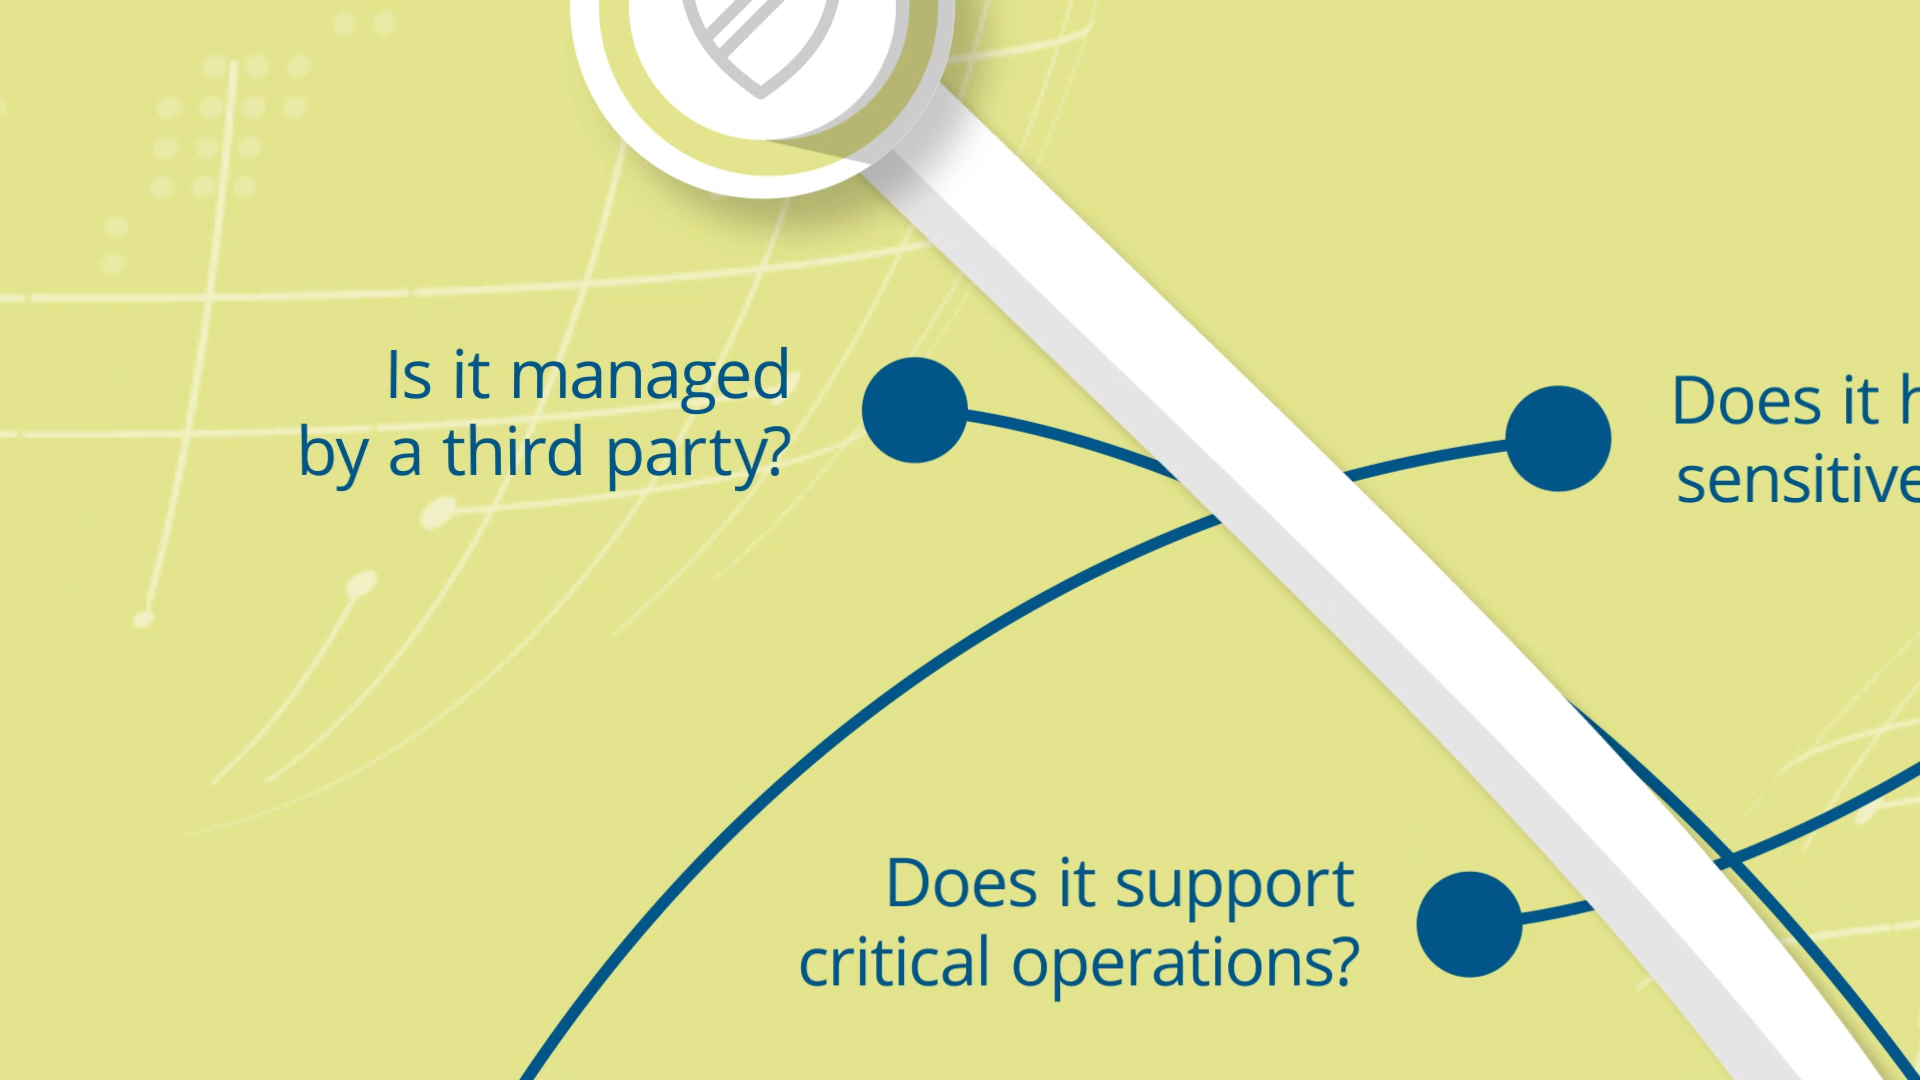 Is it managed
by a third party?
Does it
sensitive
Does it support
critical operations?